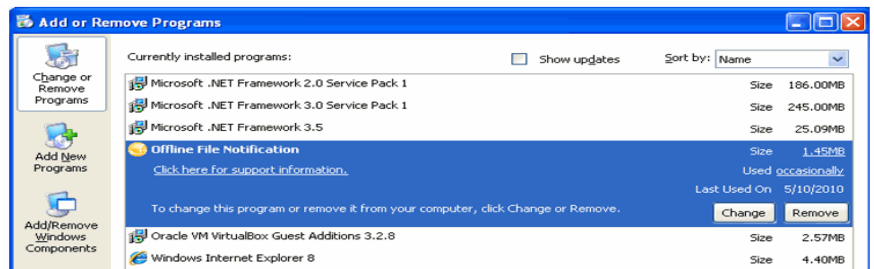 Add or Remove Programs
Change or
Remove
Programs
Currently installed programs:
Show updates
Sort by: Name
Microsoft .NET Framework 2.0 Service Pack 1 Size 186.00MB
Microsoft .NET Framework 3.0 Service Pack 1 Size 245.00MB
Microsoft .NET Framework 3.5 Size 25.09MB
Add New
Programs
Offline File Notification Size 1.45MB
Click here for support information. Used occasionally
Last Used On 5/10/2010
To change this program or remove it from your computer, click Change or Remove. Change Remove
Add/Remove
Windows
Components
Oracle VM VirtualBox Guest Additions 3.2.8 Size 2.57MB
Windows Internet Explorer 8 Size 4.40MB